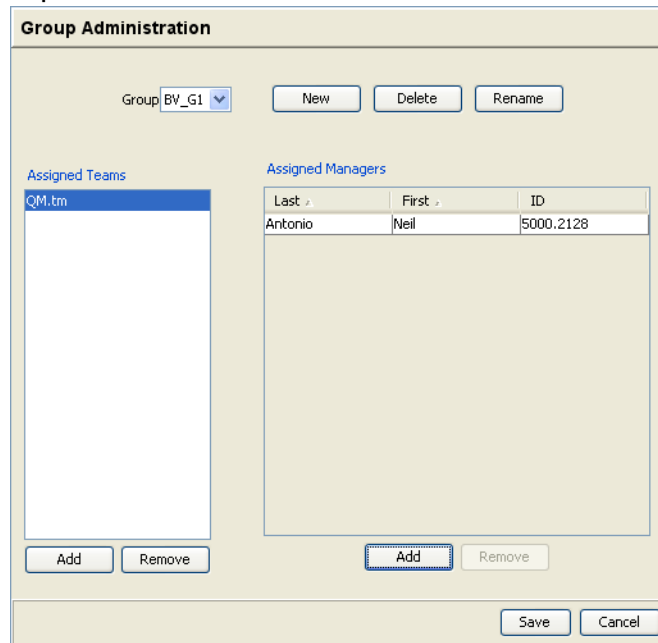 Group Administration
Group BV_G1 New Delete Rename
Assigned Teams
QM.tm
Assigned Managers
Last First ID
Antonio Neil 5000.2128
Add Remove
Add Remove
Save Cancel